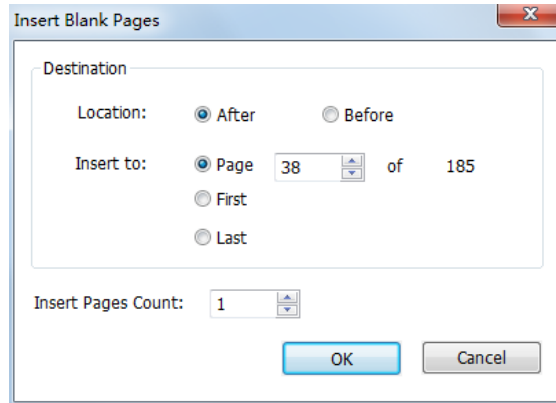 Insert Blank Pages
Destination
Location: After Before
Insert to: Page 38 of 185
First
Last
Insert Pages Count: 1
OK Cancel